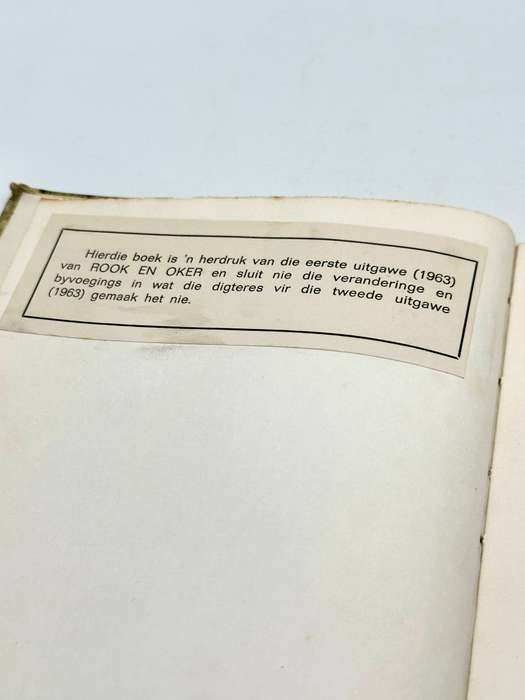 Hierdie boek is 'n herdruk van die eerste uitgawe (1963)
van ROOK EN OKER en sluit nie die veranderinge en
byvoegings in wat die digteres vir die tweede uitgawe
(1963) gemaak het nie.